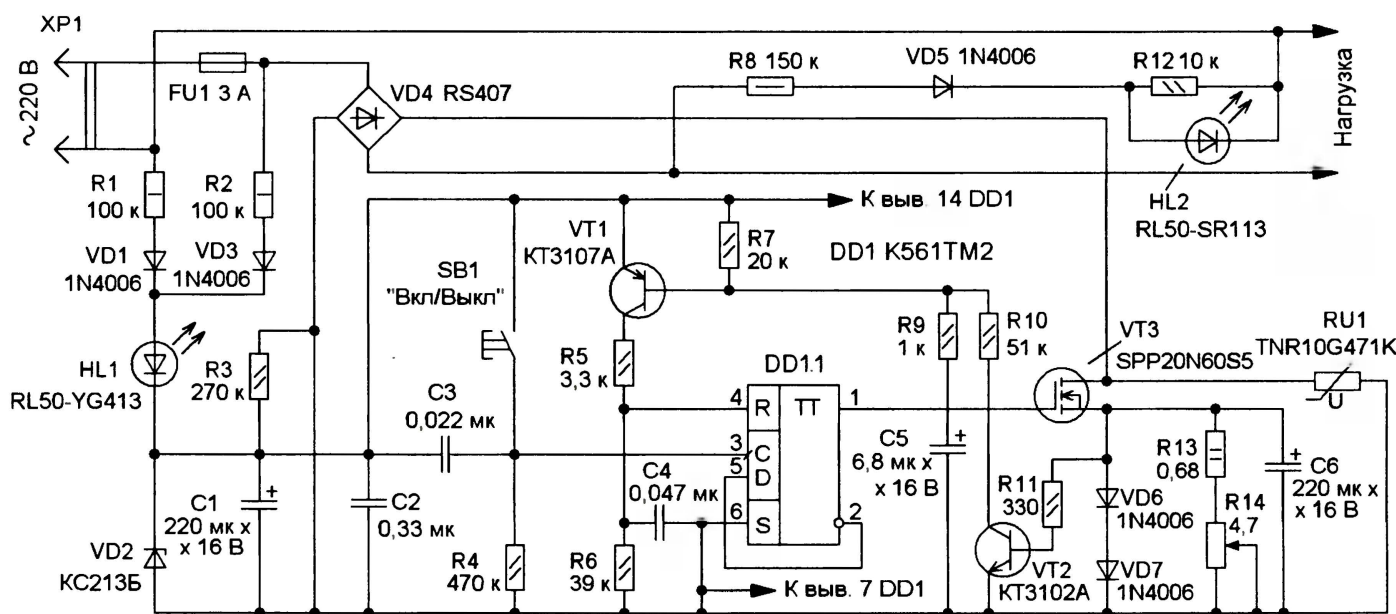 XP1
~220 В
FU1 3 А
VD4 RS407
R8 150 к
VD5 1N4006
R12 10 к
Нагрузка
HL2
RL50-SR113
R1
100 к
R2
100 к
VD1
1N4006
VD3
1N4006
HL1
RL50-YG413
R3
270 к
SB1
"Вкл/Выкл"
VT1
КТ3107А
К выв. 14 DD1
R7
20 к
DD1 К561ТМ2
R9
1 к
R10
51 к
VT3
SPP20N60S5
RU1
TNR10G471K
U
R5
3,3 к
C3
0,022 мк
DD1.1
4 R TT 1
3 C
5 D
6 S 2
C4
0,047 мк
C5
6,8 мк х
х 16 В
R11
330
R13
0,68
C6
220 мк х
х 16 В
VD6
1N4006
R14
4,7
C1
220 мк х
х 16 В
C2
0,33 мк
VD2
КС213Б
R4
470 к
R6
39 к
К выв. 7 DD1
VT2
КТ3102А
VD7
1N4006